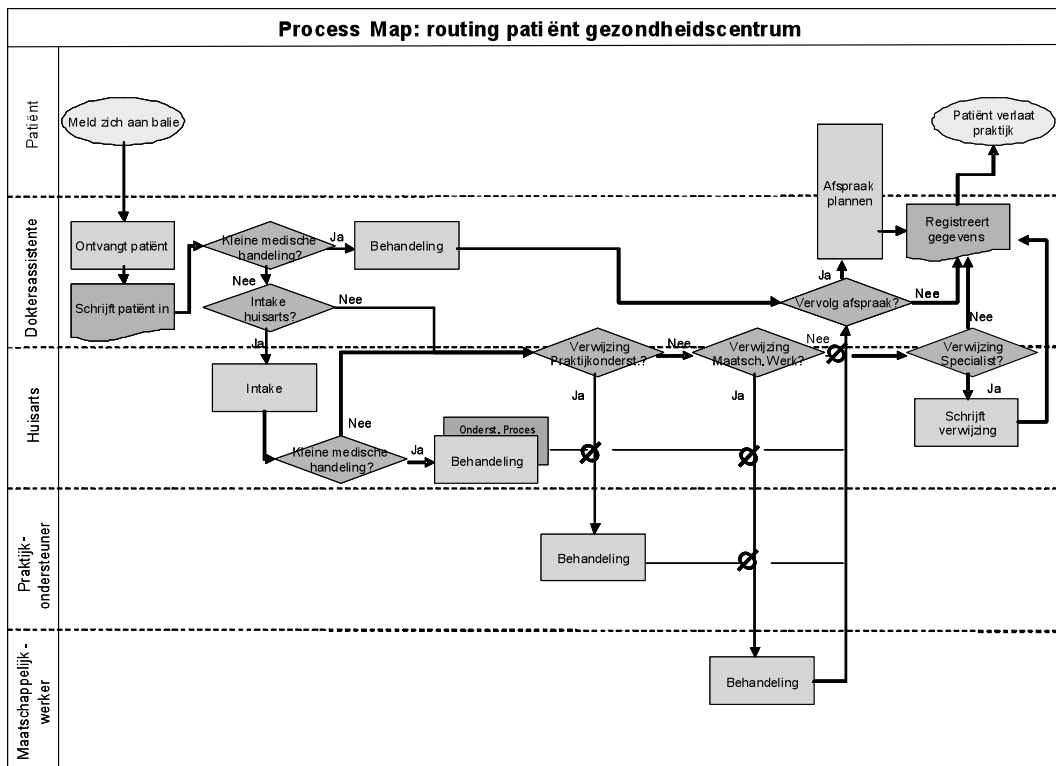 Process Map: routing patiënt gezondheidscentrum
Patiënt
Meld zich aan balie
Patiënt verlaat
praktijk
Afspraak
plannen
Doktersassistente
Ontvangt patiënt
Schrijft patiënt in
Kleine medische
handeling?
Ja
Behandeling
Nee
Intake
huisarts?
Nee
Ja
Registreert
gegevens
Ja
Vervolg afspraak?
Nee
Nee
Huisarts
Intake
Kleine medische
handeling?
Nee
Ja
Onderst. Proces
Behandeling
Verwijzing
Praktijkonderst.?
Nee
Ja
Verwijzing
Maatsch. Werk?
Nee
Ja
Verwijzing
Specialist?
Ja
Schrijft
verwijzing
Praktijk-
ondersteuner
Behandeling
Maatschappelijk-
werker
Behandeling